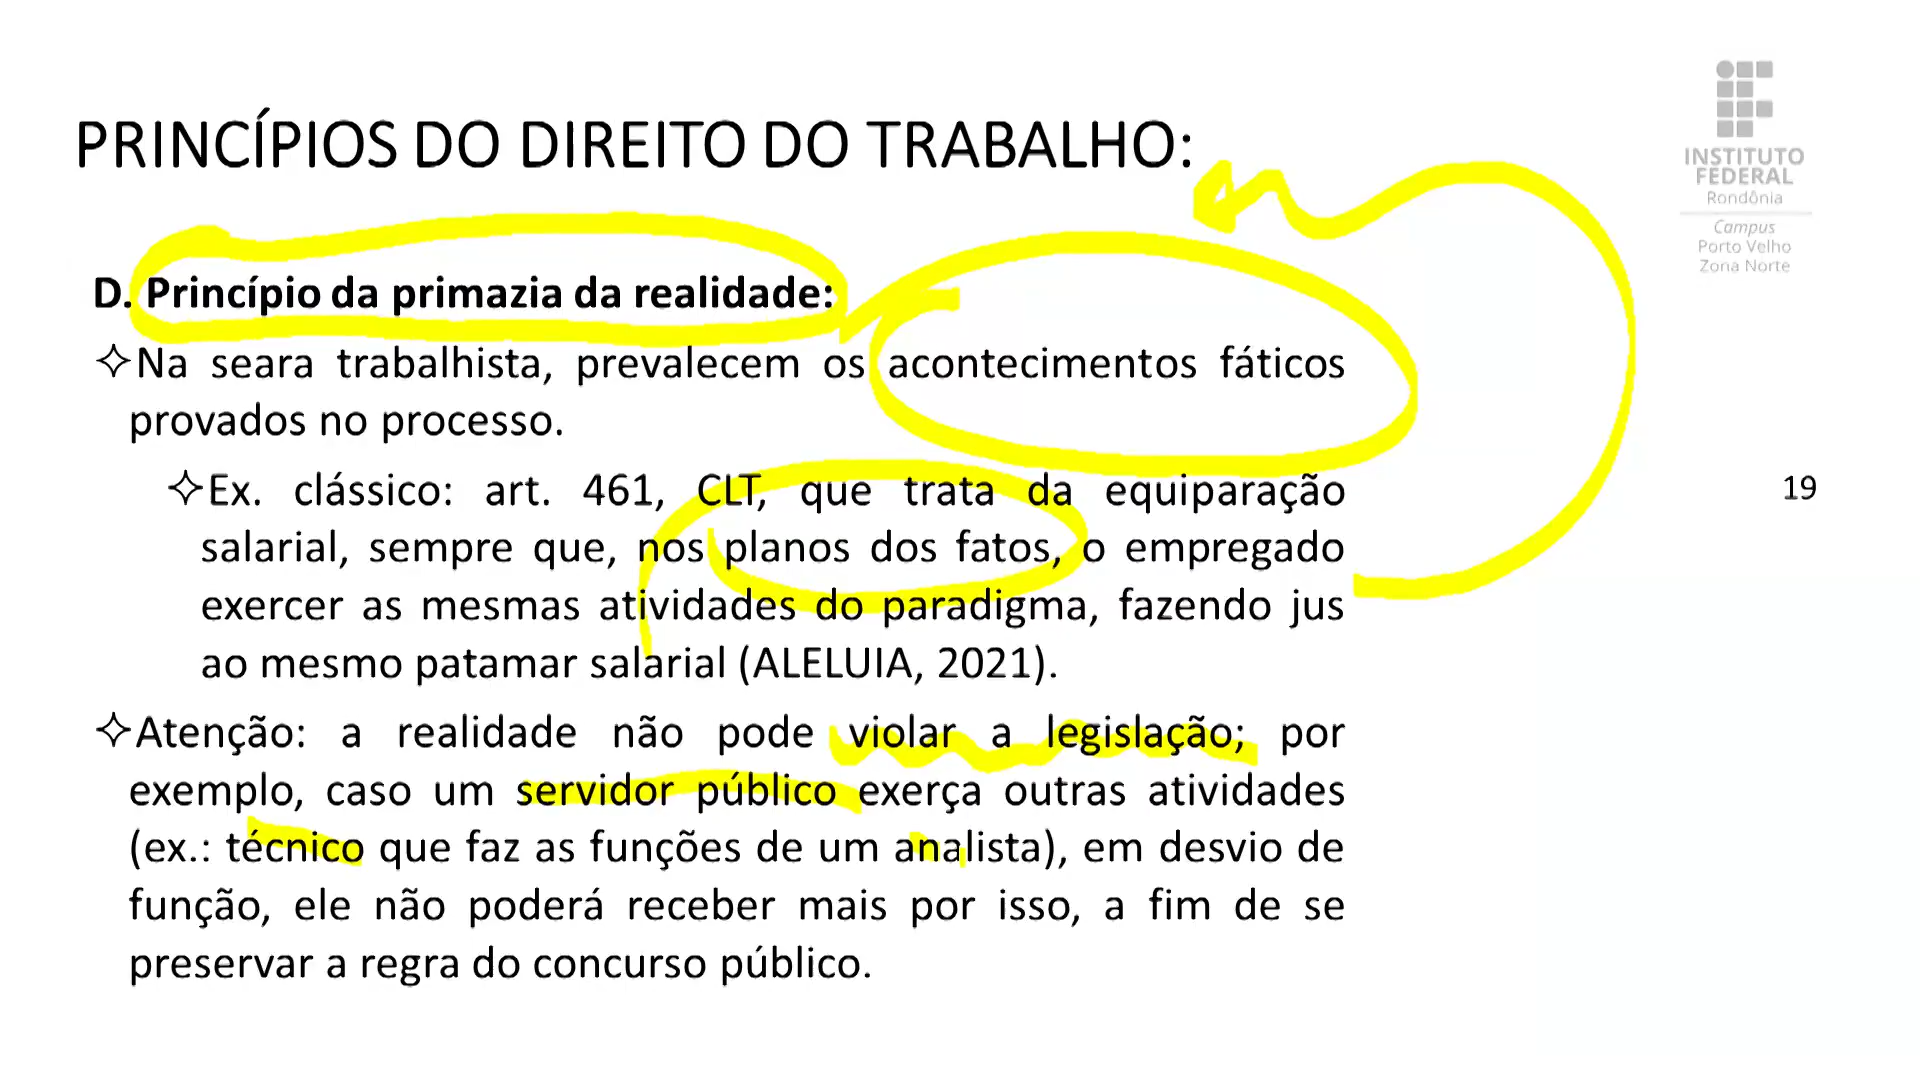 PRINCÍPIOS DO DIREITO DO TRABALHO:
INSTITUTO
FEDERAL
Rondônia
Campus
Porto Velho
Zona Norte
D. Princípio da primazia da realidade:
✧Na seara trabalhista, prevalecem os acontecimentos fáticos
provados no processo.
✧Ex. clássico: art. 461, CLT, que trata da equiparação
salarial, sempre que, nos planos dos fatos, o empregado
exercer as mesmas atividades do paradigma, fazendo jus
ao mesmo patamar salarial (ALELUIA, 2021).
19
✧Atenção: a realidade não pode violar a legislação; por
exemplo, caso um servidor público exerça outras atividades
(ex.: técnico que faz as funções de um analista), em desvio de
função, ele não poderá receber mais por isso, a fim de se
preservar a regra do concurso público.